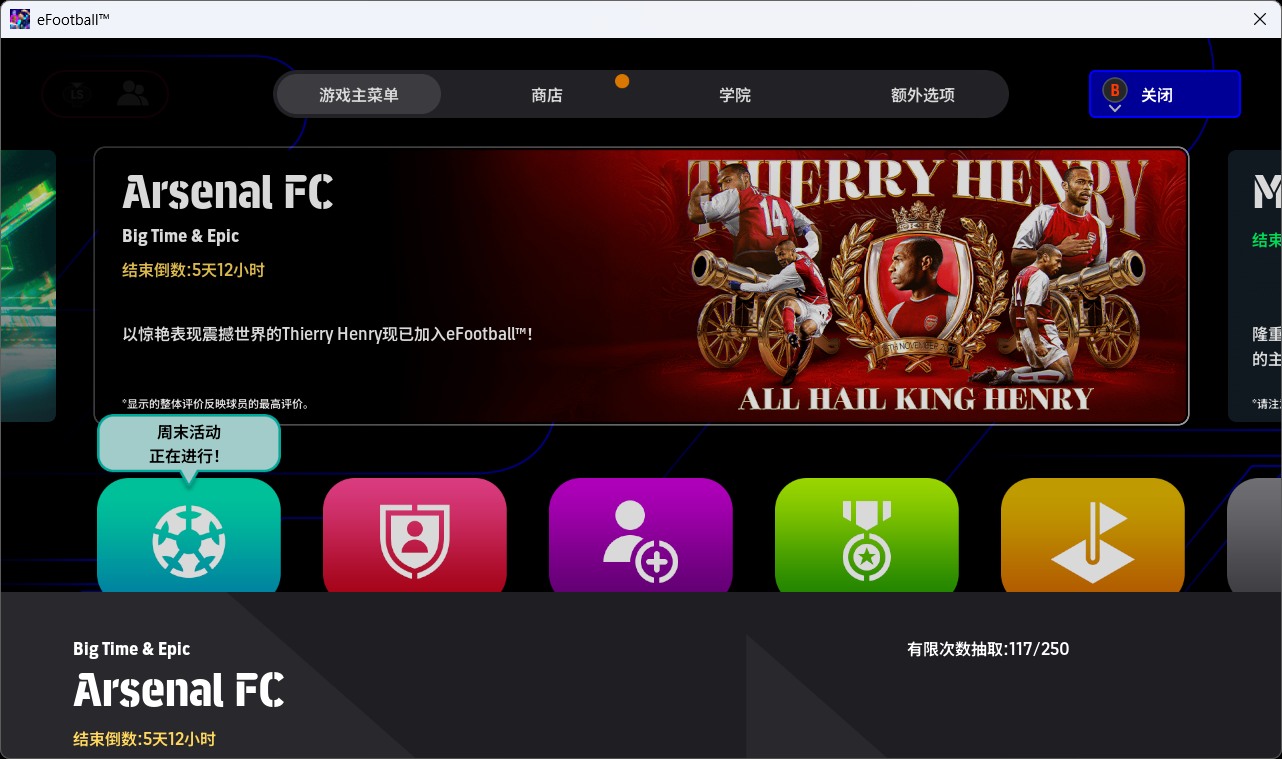 eFootball™
LS
游戏主菜单
商店
学院
额外选项
B
关闭
Arsenal FC
Big Time & Epic
结束倒数:5天12小时
以惊艳表现震撼世界的Thierry Henry现已加入eFootball™!
*显示的整体评价反映球员的最高评价。
THIERRY HENRY
14
ALL HAIL KING HENRY
M
结束
隆重
的主
*请注
周末活动
正在进行!
Big Time & Epic
Arsenal FC
结束倒数:5天12小时
有限次数抽取:117/250